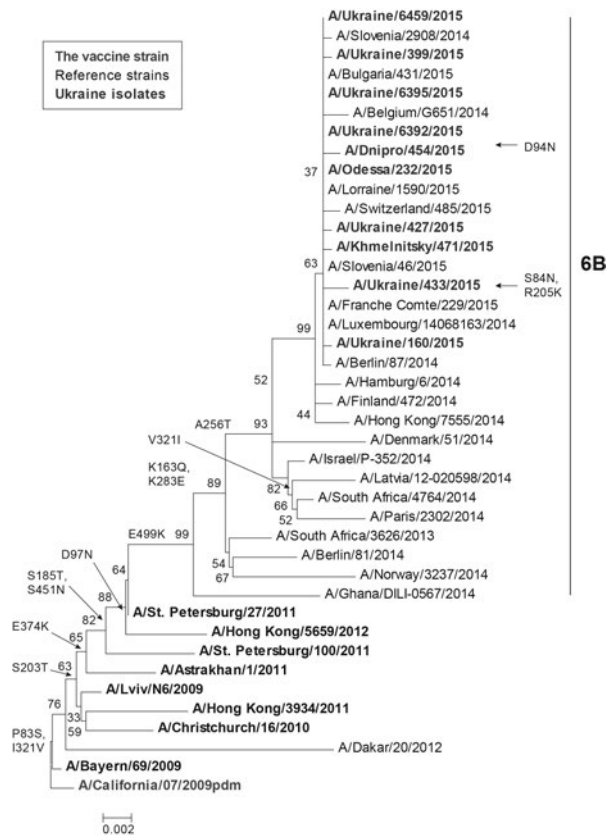 The vaccine strain
Reference strains
Ukraine isolates
A/Ukraine/6459/2015
A/Slovenia/2908/2014
A/Ukraine/399/2015
A/Bulgaria/431/2015
A/Ukraine/6395/2015
A/Belgium/G651/2014
A/Ukraine/6392/2015
A/Dnipro/454/2015
D94N
A/Odessa/232/2015
37
A/Lorraine/1590/2015
A/Switzerland/485/2015
A/Ukraine/427/2015
A/Khmelnitsky/471/2015
A/Slovenia/46/2015
63
6B
A/Ukraine/433/2015
S84N,
R205K
A/Franche Comte/229/2015
A/Luxembourg/14068163/2014
99
A/Ukraine/160/2015
A/Berlin/87/2014
52
A/Hamburg/6/2014
A/Finland/472/2014
44
A/Hong Kong/7555/2014
A256T
93
A/Denmark/51/2014
V321I
A/Israel/P-352/2014
K163Q,
K283E
89
82
A/Latvia/12-020598/2014
66
A/South Africa/4764/2014
52
A/Paris/2302/2014
E499K
99
A/South Africa/3626/2013
D97N
54
A/Berlin/81/2014
67
A/Norway/3237/2014
S185T,
S451N
64
88
A/Ghana/DILI-0567/2014
A/St. Petersburg/27/2011
E374K
82
A/Hong Kong/5659/2012
65
A/St. Petersburg/100/2011
S203T
63
A/Astrakhan/1/2011
A/Lviv/N6/2009
76
33
A/Hong Kong/3934/2011
P83S,
I321V
59
A/Christchurch/16/2010
A/Dakar/20/2012
A/Bayern/69/2009
A/California/07/2009pdm
0.002